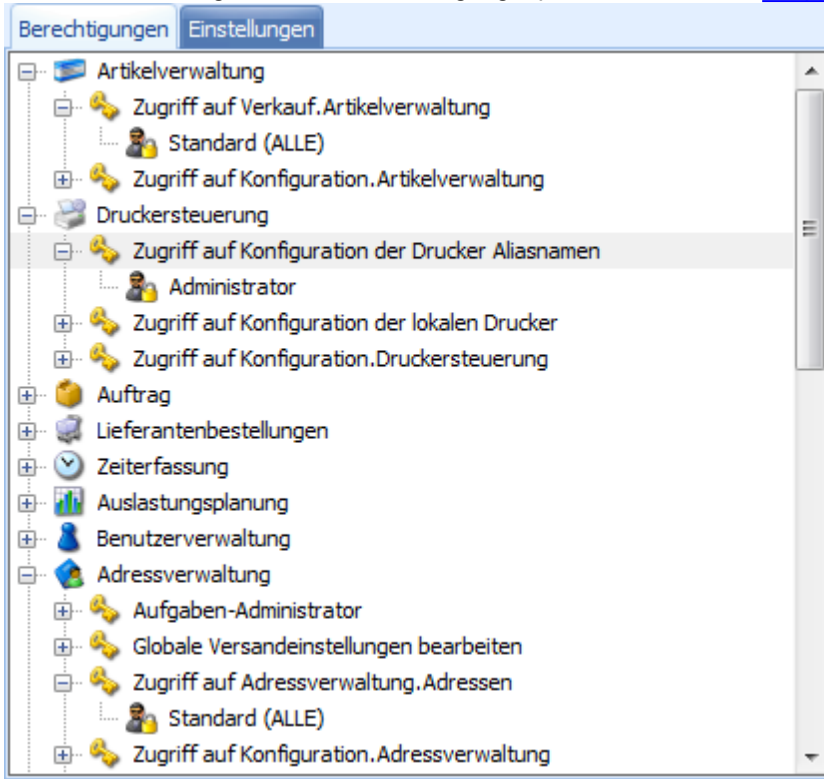 Berechtigungen Einstellungen
Artikelverwaltung
Zugriff auf Verkauf.Artikelverwaltung
Standard (ALLE)
Zugriff auf Konfiguration.Artikelverwaltung
Druckersteuerung
Zugriff auf Konfiguration der Drucker Aliasnamen
Administrator
Zugriff auf Konfiguration der lokalen Drucker
Zugriff auf Konfiguration.Druckersteuerung
Auftrag
Lieferantenbestellungen
Zeiterfassung
Auslastungsplanung
Benutzerverwaltung
Adressverwaltung
Aufgaben-Administrator
Globale Versandeinstellungen bearbeiten
Zugriff auf Adressverwaltung.Adressen
Standard (ALLE)
Zugriff auf Konfiguration.Adressverwaltung